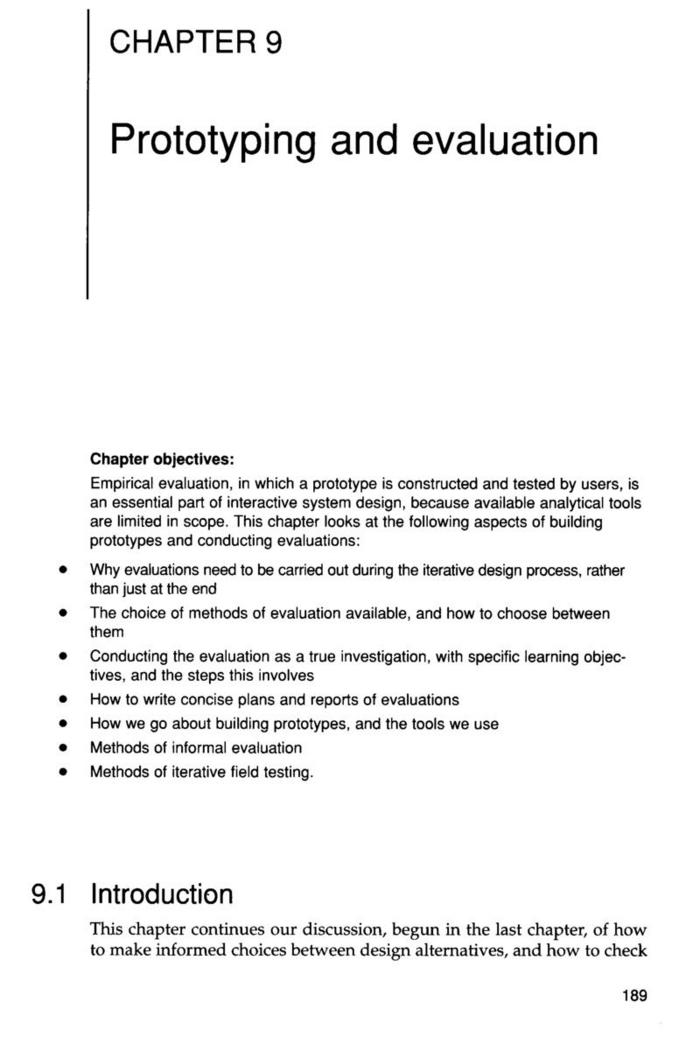 CHAPTER 9
Prototyping and evaluation
Chapter objectives:
Empirical evaluation, in which a prototype is constructed and tested by users, is
an essential part of interactive system design, because available analytical tools
are limited in scope. This chapter looks at the following aspects of building
prototypes and conducting evaluations:
• Why evaluations need to be carried out during the iterative design process, rather
than just at the end
• The choice of methods of evaluation available, and how to choose between
them
• Conducting the evaluation as a true investigation, with specific learning objec-
tives, and the steps this involves
• How to write concise plans and reports of evaluations
• How we go about building prototypes, and the tools we use
• Methods of informal evaluation
• Methods of iterative field testing.
9.1 Introduction
This chapter continues our discussion, begun in the last chapter, of how
to make informed choices between design alternatives, and how to check
189